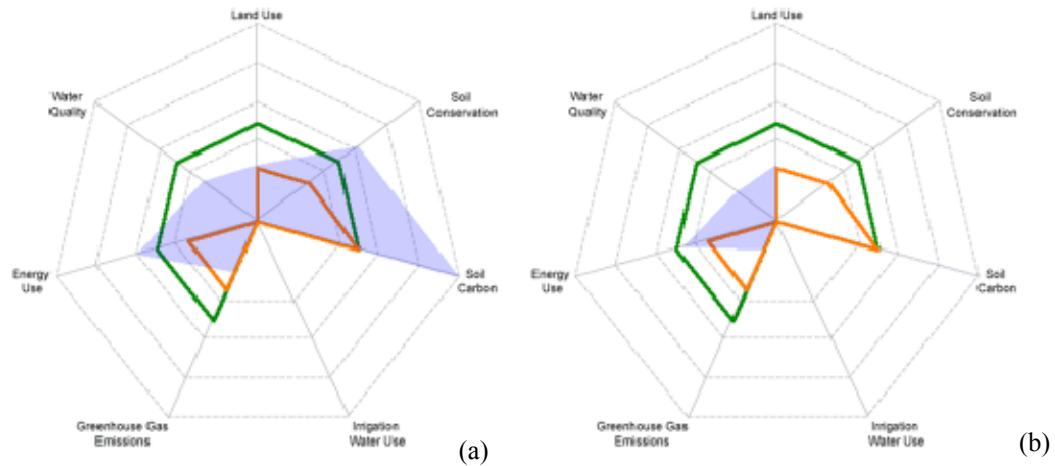 Land Use
Land Use
Water
Quality
Soil
Conservation
Water
Quality
Soil
Conservation
Energy
Use
Soil
Carbon
Energy
Use
Soil
Carbon
Greenhouse Gas
Emissions
Irrigation
Water Use
(a)
Greenhouse Gas
Emissions
Irrigation
Water Use
(b)